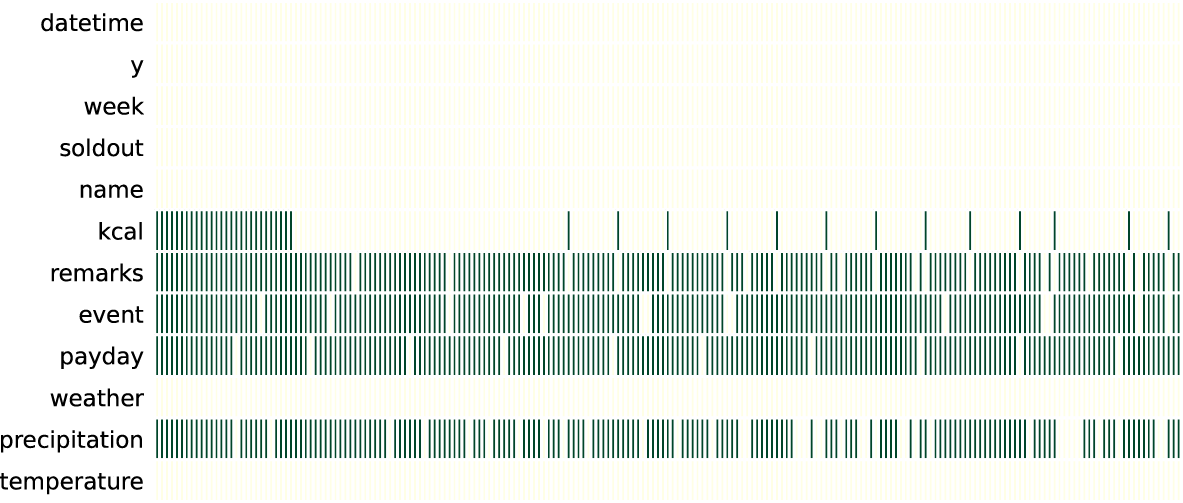 datetime
y
week
soldout
name
kcal
remarks
event
payday
weather
precipitation
temperature